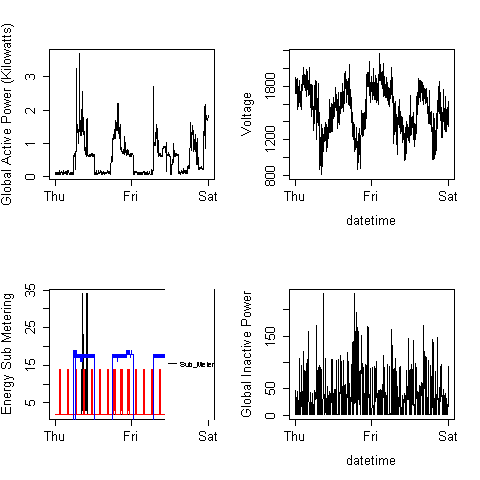 Global Active Power (Kilowatts)
0 1 2 3
Thu Fri Sat
Voltage
800 1200 1800
Thu Fri Sat
datetime
Energy Sub Metering
5 15 25 35
Thu Fri Sat
Sub_Meter
Global Inactive Power
0 50 150
Thu Fri Sat
datetime